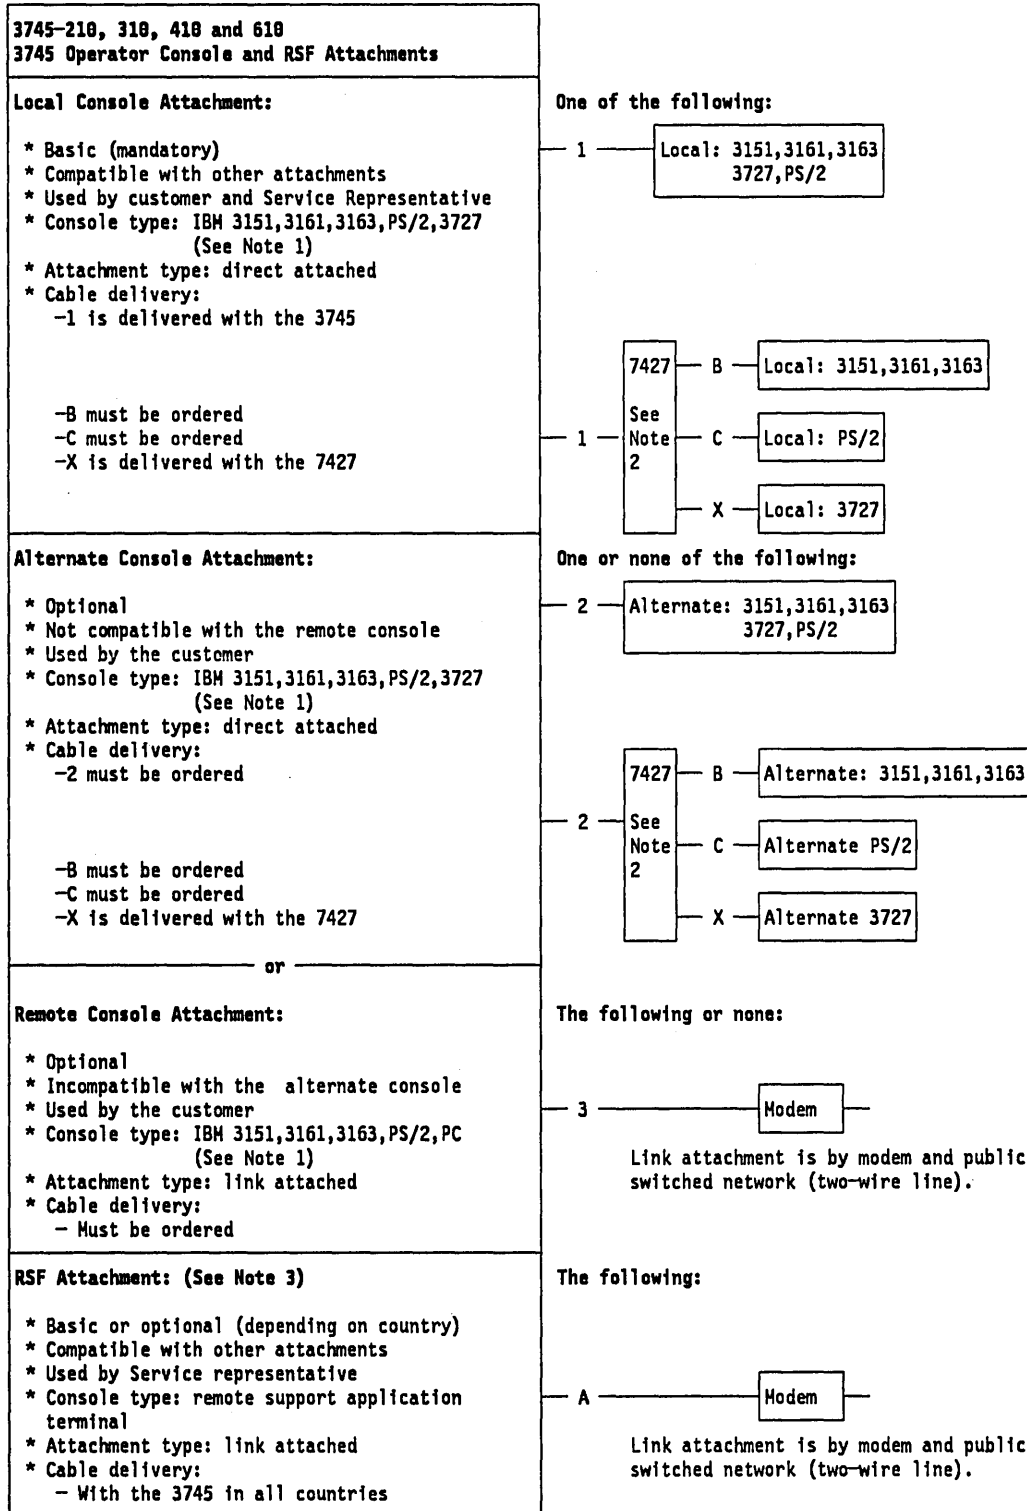 3745-210, 310, 410 and 610
3745 Operator Console and RSF Attachments
Local Console Attachment:
* Basic (mandatory)
* Compatible with other attachments
* Used by customer and Service Representative
* Console type: IBM 3151,3161,3163,PS/2,3727
(See Note 1)
* Attachment type: direct attached
* Cable delivery:
-1 is delivered with the 3745
-B must be ordered
-C must be ordered
-X is delivered with the 7427
One of the following:
1
Local: 3151,3161,3163
3727,PS/2
1
7427
See
Note
2
B
Local: 3151,3161,3163
C
Local: PS/2
X
Local: 3727
Alternate Console Attachment:
* Optional
* Not compatible with the remote console
* Used by the customer
* Console type: IBM 3151,3161,3163,PS/2,3727
(See Note 1)
* Attachment type: direct attached
* Cable delivery:
-2 must be ordered
-B must be ordered
-C must be ordered
-X is delivered with the 7427
One or none of the following:
2
Alternate: 3151,3161,3163
3727,PS/2
2
7427
See
Note
2
B
Alternate: 3151,3161,3163
C
Alternate PS/2
X
Alternate 3727
or
Remote Console Attachment:
* Optional
* Incompatible with the alternate console
* Used by the customer
* Console type: IBM 3151,3161,3163,PS/2,PC
(See Note 1)
* Attachment type: link attached
* Cable delivery:
- Must be ordered
The following or none:
3
Modem
Link attachment is by modem and public
switched network (two-wire line).
RSF Attachment: (See Note 3)
* Basic or optional (depending on country)
* Compatible with other attachments
* Used by Service representative
* Console type: remote support application
terminal
* Attachment type: link attached
* Cable delivery:
- With the 3745 in all countries
The following:
A
Modem
Link attachment is by modem and public
switched network (two-wire line).